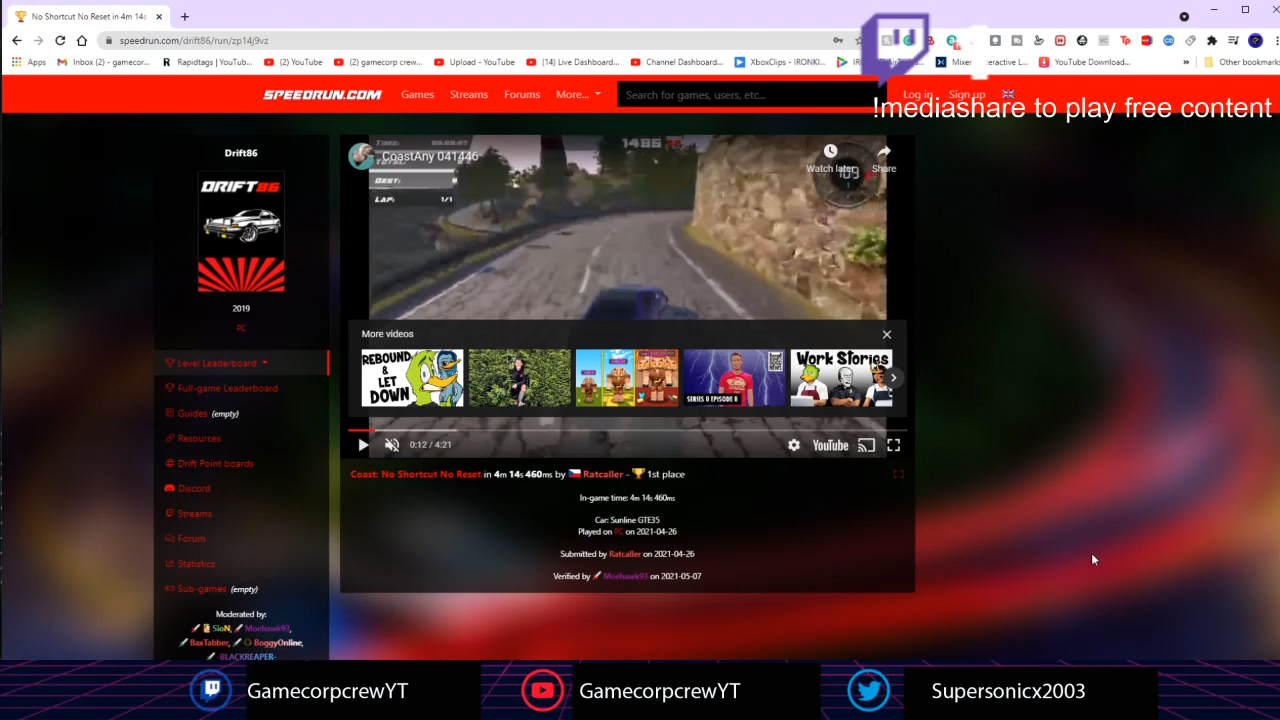 No Shortcut No Reset in 4m 14s
speedrun.com/drift86/run/zp14j9vz
Apps
Inbox (2) - gamecor...
Rapidtags | YouTub...
(2) YouTube
(2) gamecorp crew...
Upload - YouTube
(14) Live Dashboard...
Channel Dashboard...
XboxClips - IRONKI...
Mixer
teractive L...
YouTube Download...
Other bookmarks
SPEEDRUN.COM
Games
Streams
Forums
More...
Search for games, users, etc...
Log in
Sign up
!mediashare to play free content
Drift86
DRIFT86
2019
PC
Level Leaderboard
Full-game Leaderboard
Guides (empty)
Resources
Drift Point boards
Discord
Streams
Forum
Statistics
Sub-games (empty)
Moderated by:
SioN, Moehawk93,
BaxTabber, BoggyOnline,
-BLACKREAPER-
CoastAny 041446
TOTAL:
BEST:
LAP: 1/1
1486
Watch later
Share
109
More videos
REBOUND & LET DOWN
SERIES 8 EPISODE 8
Work Stories
0:12 / 4:21
YouTube
Coast: No Shortcut No Reset in 4m 14s 460ms by Ratcaller - 1st place
In-game time: 4m 14s 460ms
Car: Sunline GTE35
Played on PC on 2021-04-26
Submitted by Ratcaller on 2021-04-26
Verified by Moehawk93 on 2021-05-07
GamecorpcrewYT
GamecorpcrewYT
Supersonicx2003